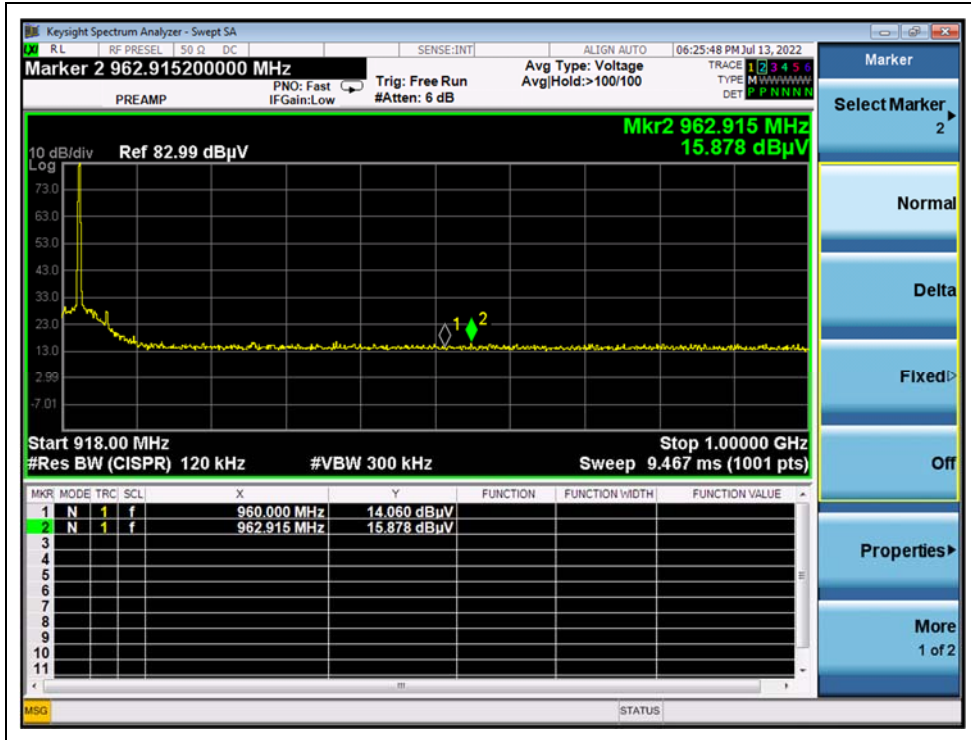 Keysight Spectrum Analyzer - Swept SA
LXI RL RF PRESEL 50 Ω DC SENSE:INT ALIGN AUTO 06:25:48 PM Jul 13, 2022
Marker 2 962.915200000 MHz
PREAMP
PNO: Fast
IFGain:Low
Trig: Free Run
#Atten: 6 dB
Avg Type: Voltage
Avg|Hold:>100/100
TRACE 1 2 3 4 5 6
TYPE M W W W W W
DET P P N N N N
Mkr2 962.915 MHz
15.878 dBµV
10 dB/div Ref 82.99 dBµV
Log
73.0
63.0
53.0
43.0
33.0
23.0
13.0
2.99
-7.01
1
2
Start 918.00 MHz Stop 1.00000 GHz
#Res BW (CISPR) 120 kHz #VBW 300 kHz Sweep 9.467 ms (1001 pts)
MKR MODE TRC SCL X Y FUNCTION FUNCTION WIDTH FUNCTION VALUE
1 N 1 f 960.000 MHz 14.060 dBµV
2 N 1 f 962.915 MHz 15.878 dBµV
3
4
5
6
7
8
9
10
11
MSG STATUS
Marker
Select Marker
2
Normal
Delta
Fixed
Off
Properties
More
1 of 2